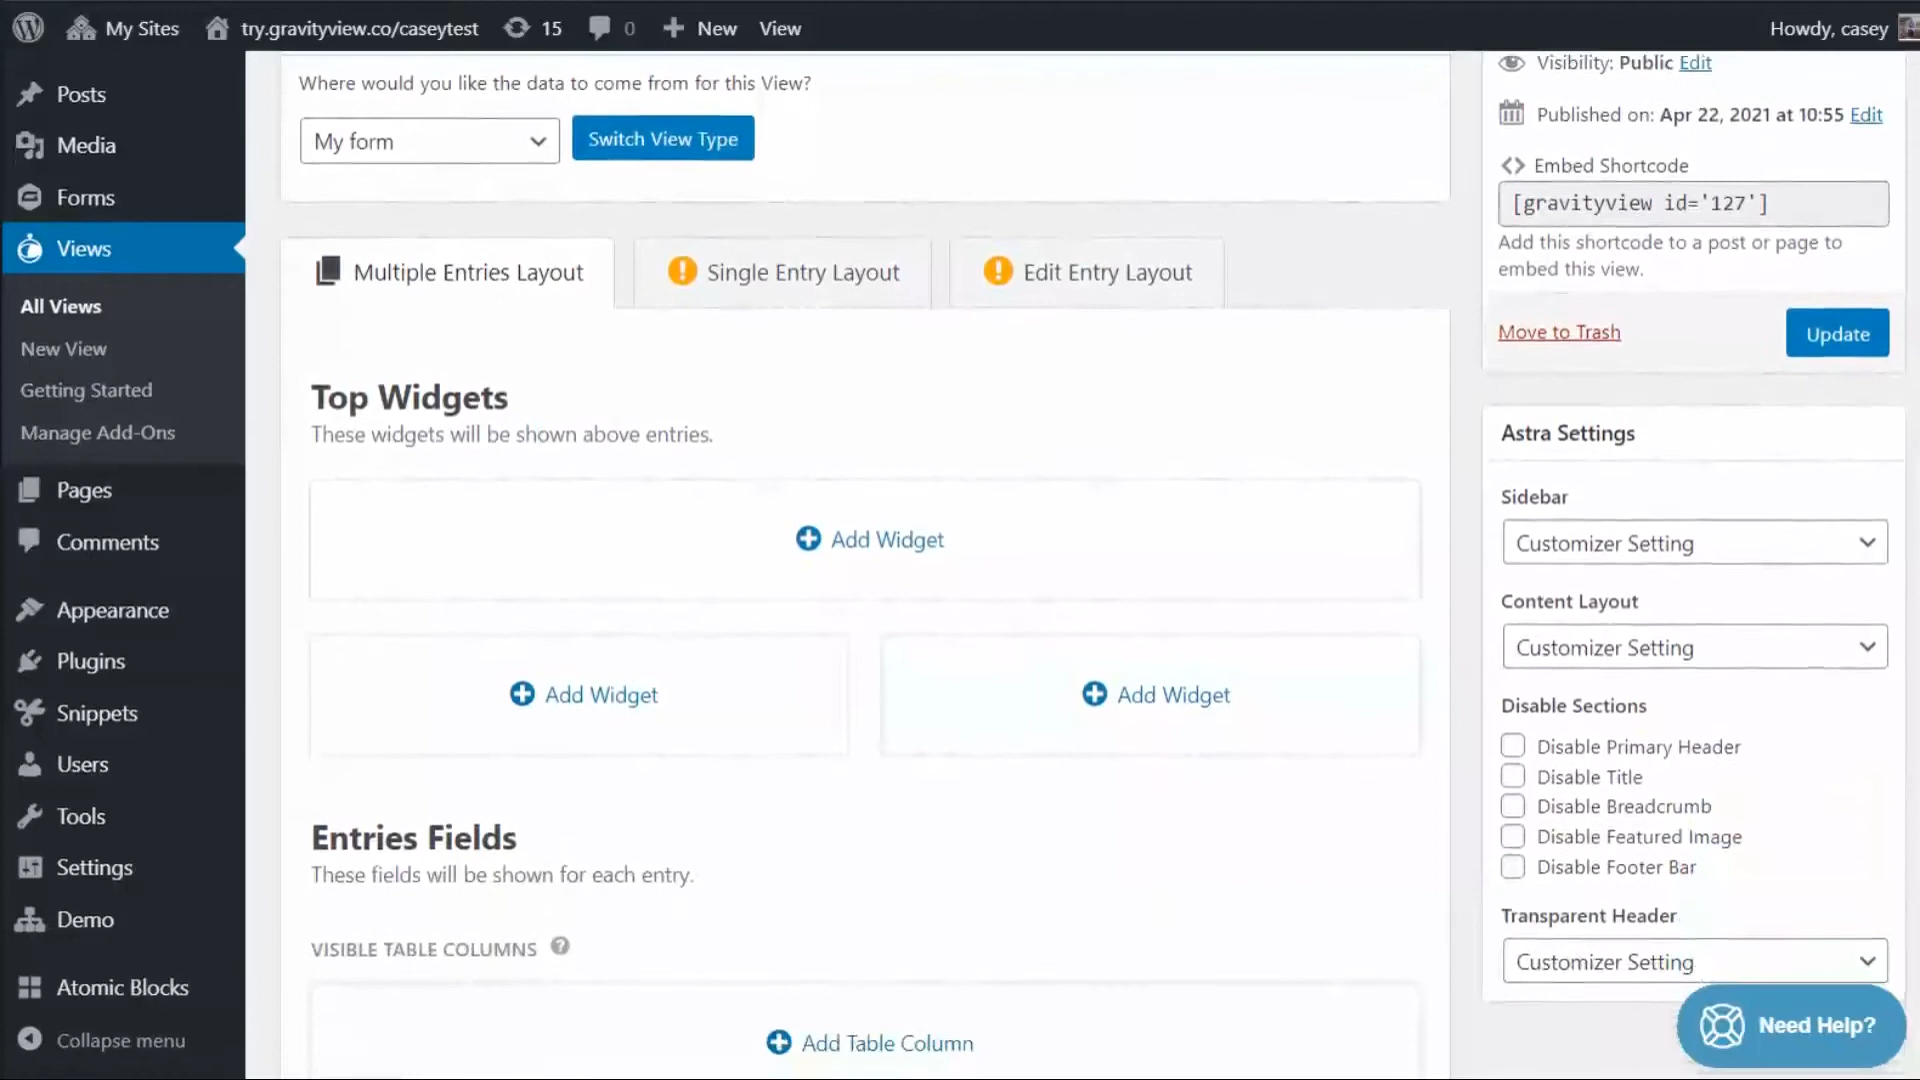 My Sites
try.gravityview.co/caseytest
15
0
New
View
Howdy, casey
Posts
Media
Forms
Views
All Views
New View
Getting Started
Manage Add-Ons
Pages
Comments
Appearance
Plugins
Snippets
Users
Tools
Settings
Demo
Atomic Blocks
Collapse menu
Where would you like the data to come from for this View?
My form
Switch View Type
Multiple Entries Layout
Single Entry Layout
Edit Entry Layout
Top Widgets
These widgets will be shown above entries.
Add Widget
Add Widget
Add Widget
Entries Fields
These fields will be shown for each entry.
VISIBLE TABLE COLUMNS
Add Table Column
Visibility: Public Edit
Published on: Apr 22, 2021 at 10:55 Edit
Embed Shortcode
[gravityview id='127']
Add this shortcode to a post or page to
embed this view.
Move to Trash
Update
Astra Settings
Sidebar
Customizer Setting
Content Layout
Customizer Setting
Disable Sections
Disable Primary Header
Disable Title
Disable Breadcrumb
Disable Featured Image
Disable Footer Bar
Transparent Header
Customizer Setting
Need Help?